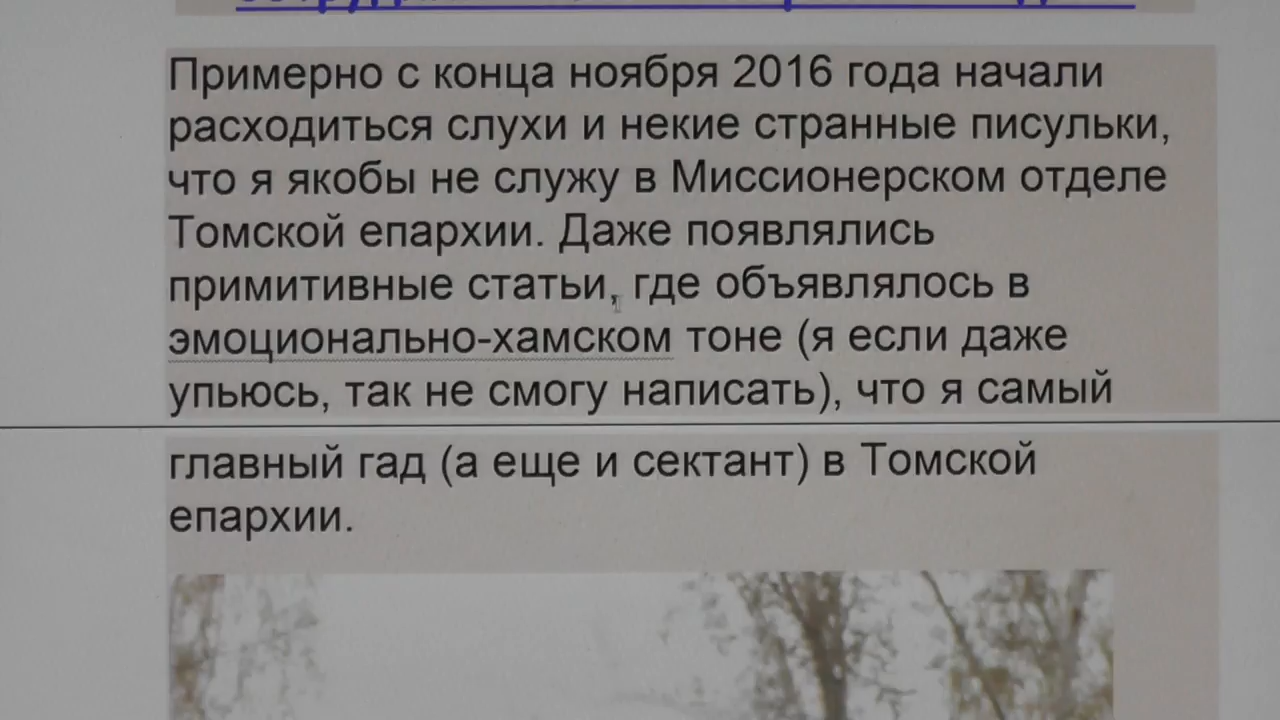 Примерно с конца ноября 2016 года начали
расходиться слухи и некие странные писульки,
что я якобы не служу в Миссионерском отделе
Томской епархии. Даже появлялись
примитивные статьи, где объявлялось в
эмоционально-хамском тоне (я если даже
упьюсь, так не смогу написать), что я самый
главный гад (а еще и сектант) в Томской
епархии.